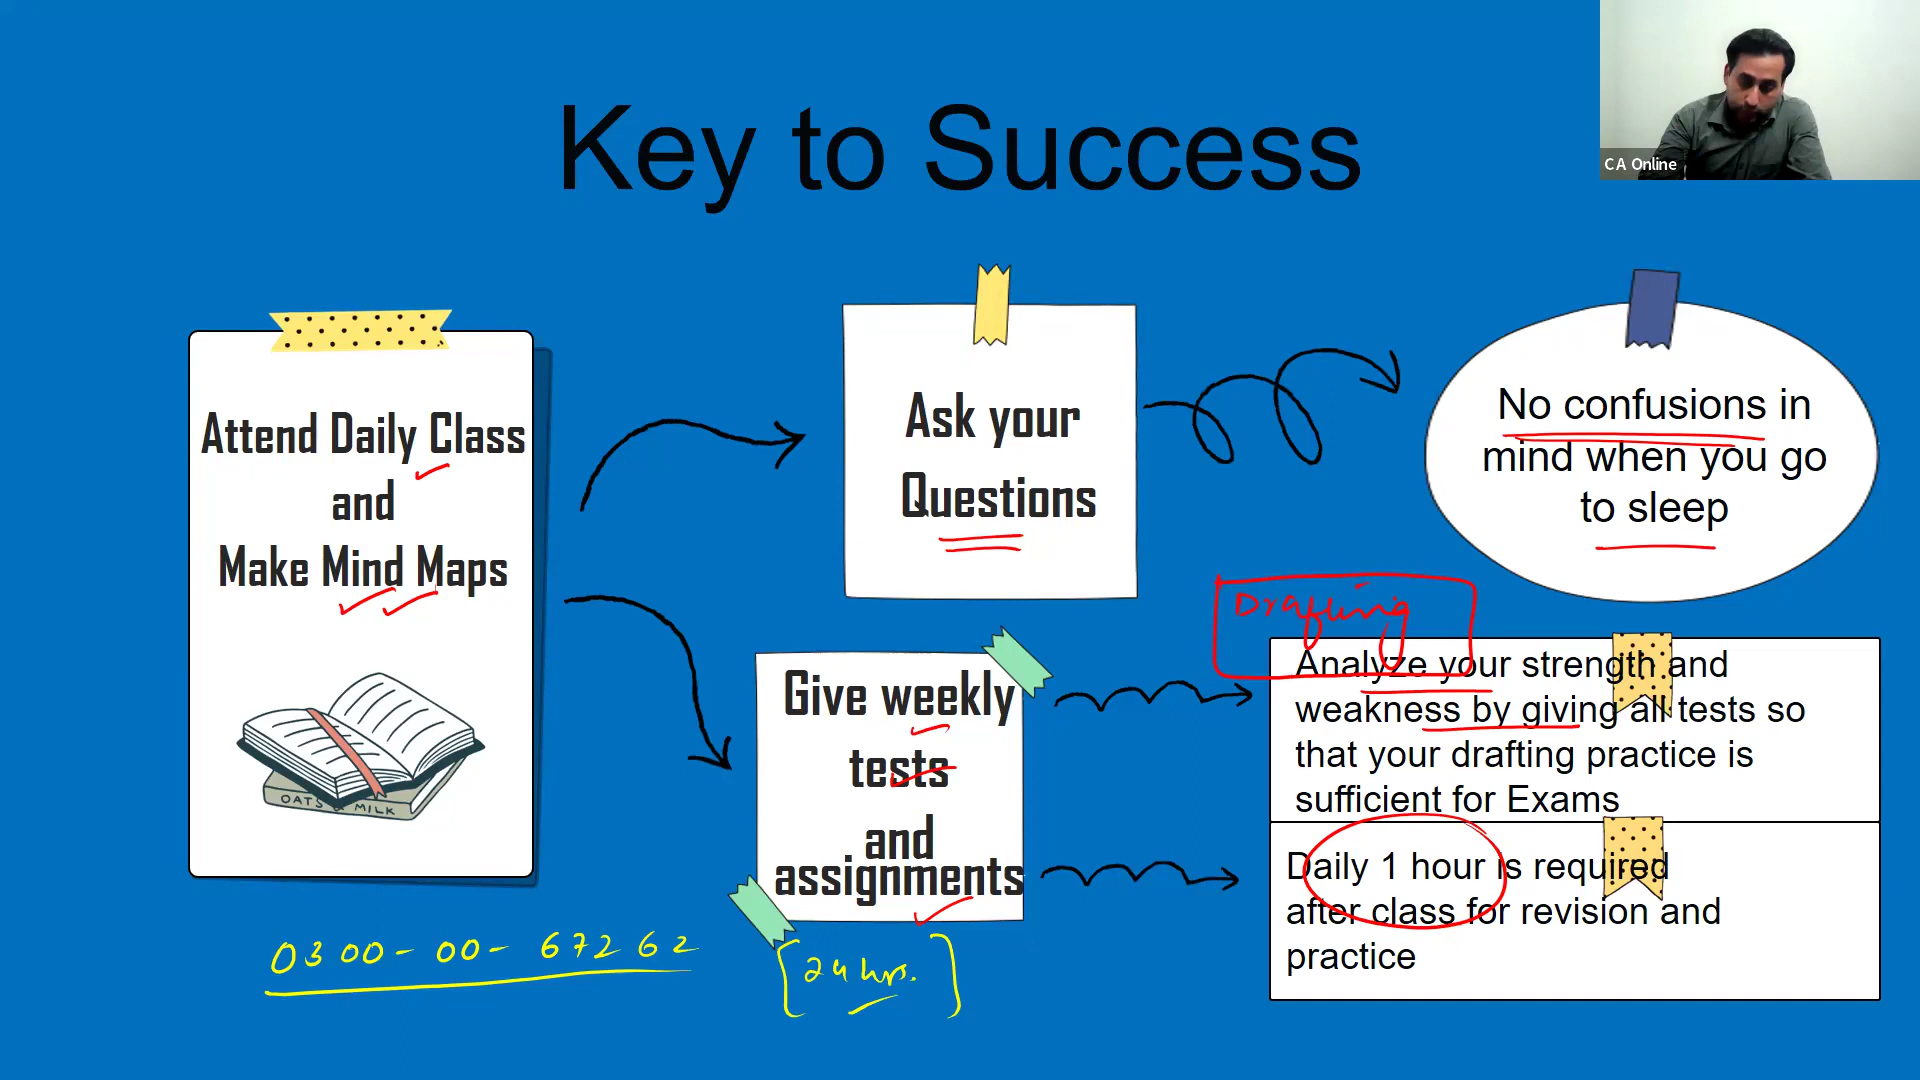 CA Online
Key to Success
Attend Daily Class
and
Make Mind Maps
OATS & MILK
Ask your
Questions
No confusions in
mind when you go
to sleep
Give weekly
tests
and
assignments
Drafting
Analyze your strength and
weakness by giving all tests so
that your drafting practice is
sufficient for Exams
Daily 1 hour is required
after class for revision and
practice
0300-00-67262
[24 hrs.]